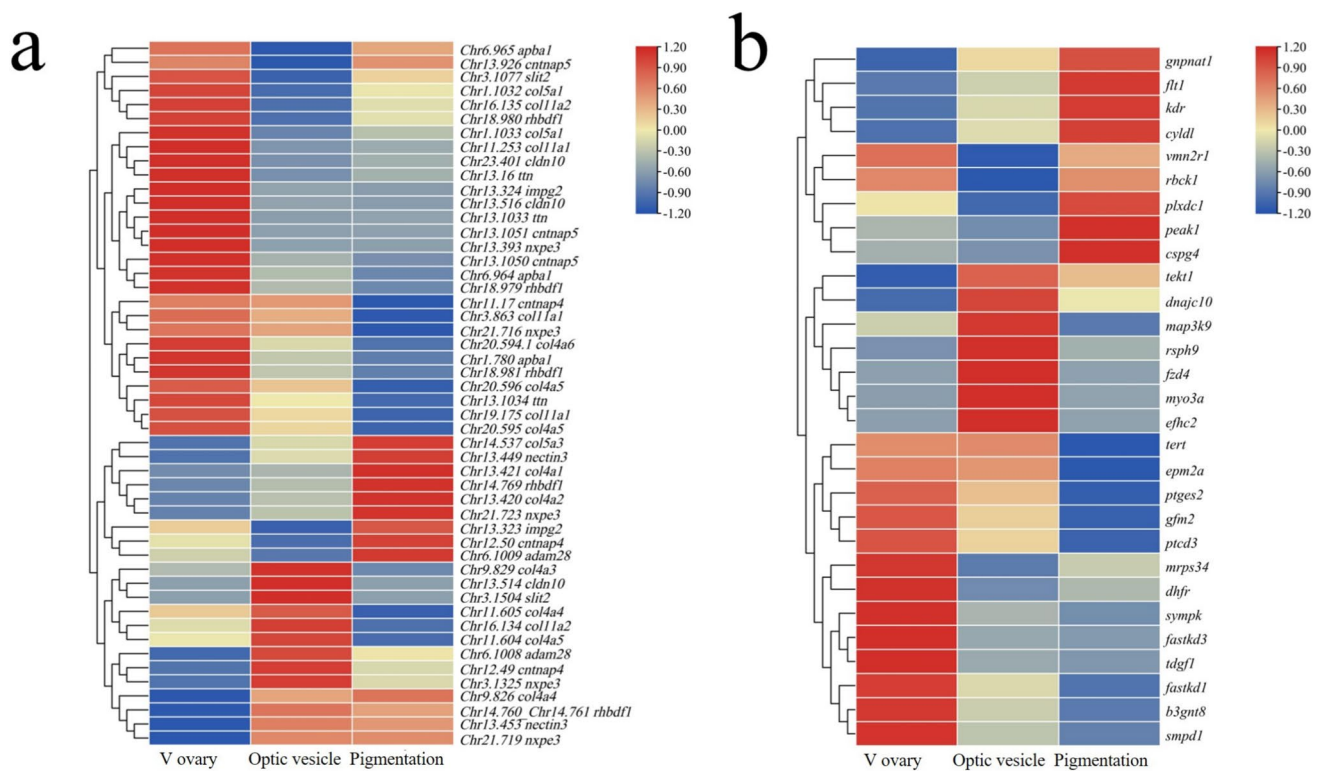 a
Chr6.965 apba1
Chr13.926 cntnap5
Chr3.1077 slit2
Chr1.1032 col5a1
Chr16.135 col11a2
Chr18.980 rhbdf1
Chr1.1033 col5a1
Chr11.253 col11a1
Chr23.401 cldn10
Chr13.16 ttn
Chr13.324 impg2
Chr13.516 cldn10
Chr13.1033 ttn
Chr13.1051 cntnap5
Chr13.393 nxpe3
Chr13.1050 cntnap5
Chr6.964 apba1
Chr18.979 rhbdf1
Chr11.17 cntnap4
Chr3.863 col11a1
Chr21.716 nxpe3
Chr20.594.1 col4a6
Chr1.780 apba1
Chr18.981 rhbdf1
Chr20.596 col4a5
Chr13.1034 ttn
Chr19.175 col11a1
Chr20.595 col4a5
Chr14.537 col5a3
Chr13.449 nectin3
Chr13.421 col4a1
Chr14.769 rhbdf1
Chr13.420 col4a2
Chr21.723 nxpe3
Chr13.323 impg2
Chr12.50 cntnap4
Chr6.1009 adam28
Chr9.829 col4a3
Chr13.514 cldn10
Chr3.1504 slit2
Chr11.605 col4a4
Chr16.134 col11a2
Chr11.604 col4a5
Chr6.1008 adam28
Chr12.49 cntnap4
Chr3.1325 nxpe3
Chr9.826 col4a4
Chr14.760_Chr14.761 rhbdf1
Chr13.453 nectin3
Chr21.719 nxpe3
V ovary Optic vesicle Pigmentation
1.20
0.90
0.60
0.30
0.00
-0.30
-0.60
-0.90
-1.20
b
gnpnat1
flt1
kdr
cyldl
vmn2r1
rbck1
plxdc1
peak1
cspg4
tekt1
dnajc10
map3k9
rsph9
fzd4
myo3a
efhc2
tert
epm2a
ptges2
gfm2
ptcd3
mrps34
dhfr
sympk
fastkd3
tdgf1
fastkd1
b3gnt8
smpd1
V ovary Optic vesicle Pigmentation
1.20
0.90
0.60
0.30
0.00
-0.30
-0.60
-0.90
-1.20